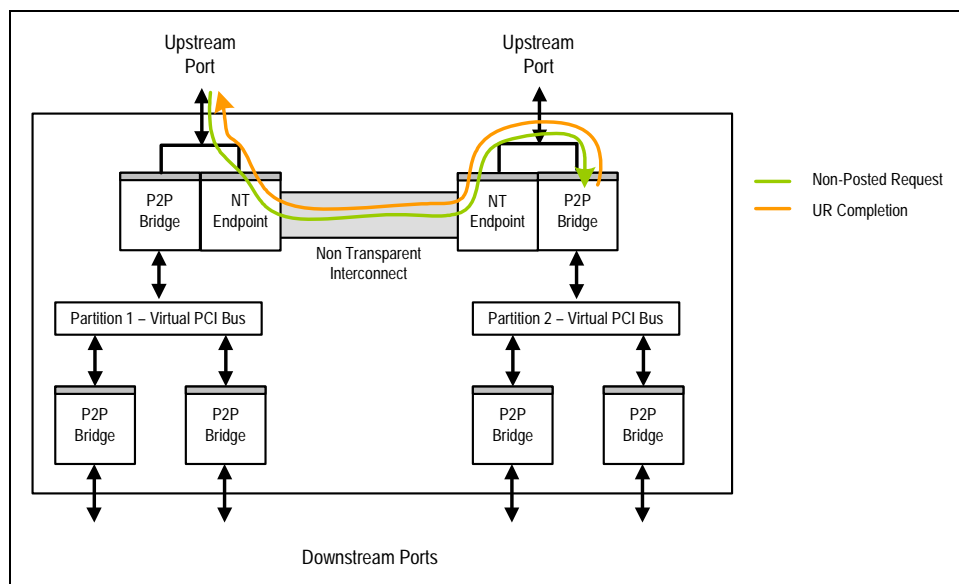 Upstream
Port
Upstream
Port
P2P
Bridge
NT
Endpoint
NT
Endpoint
P2P
Bridge
Non-Posted Request
UR Completion
Non Transparent
Interconnect
Partition 1 – Virtual PCI Bus
Partition 2 – Virtual PCI Bus
P2P
Bridge
P2P
Bridge
P2P
Bridge
P2P
Bridge
Downstream Ports